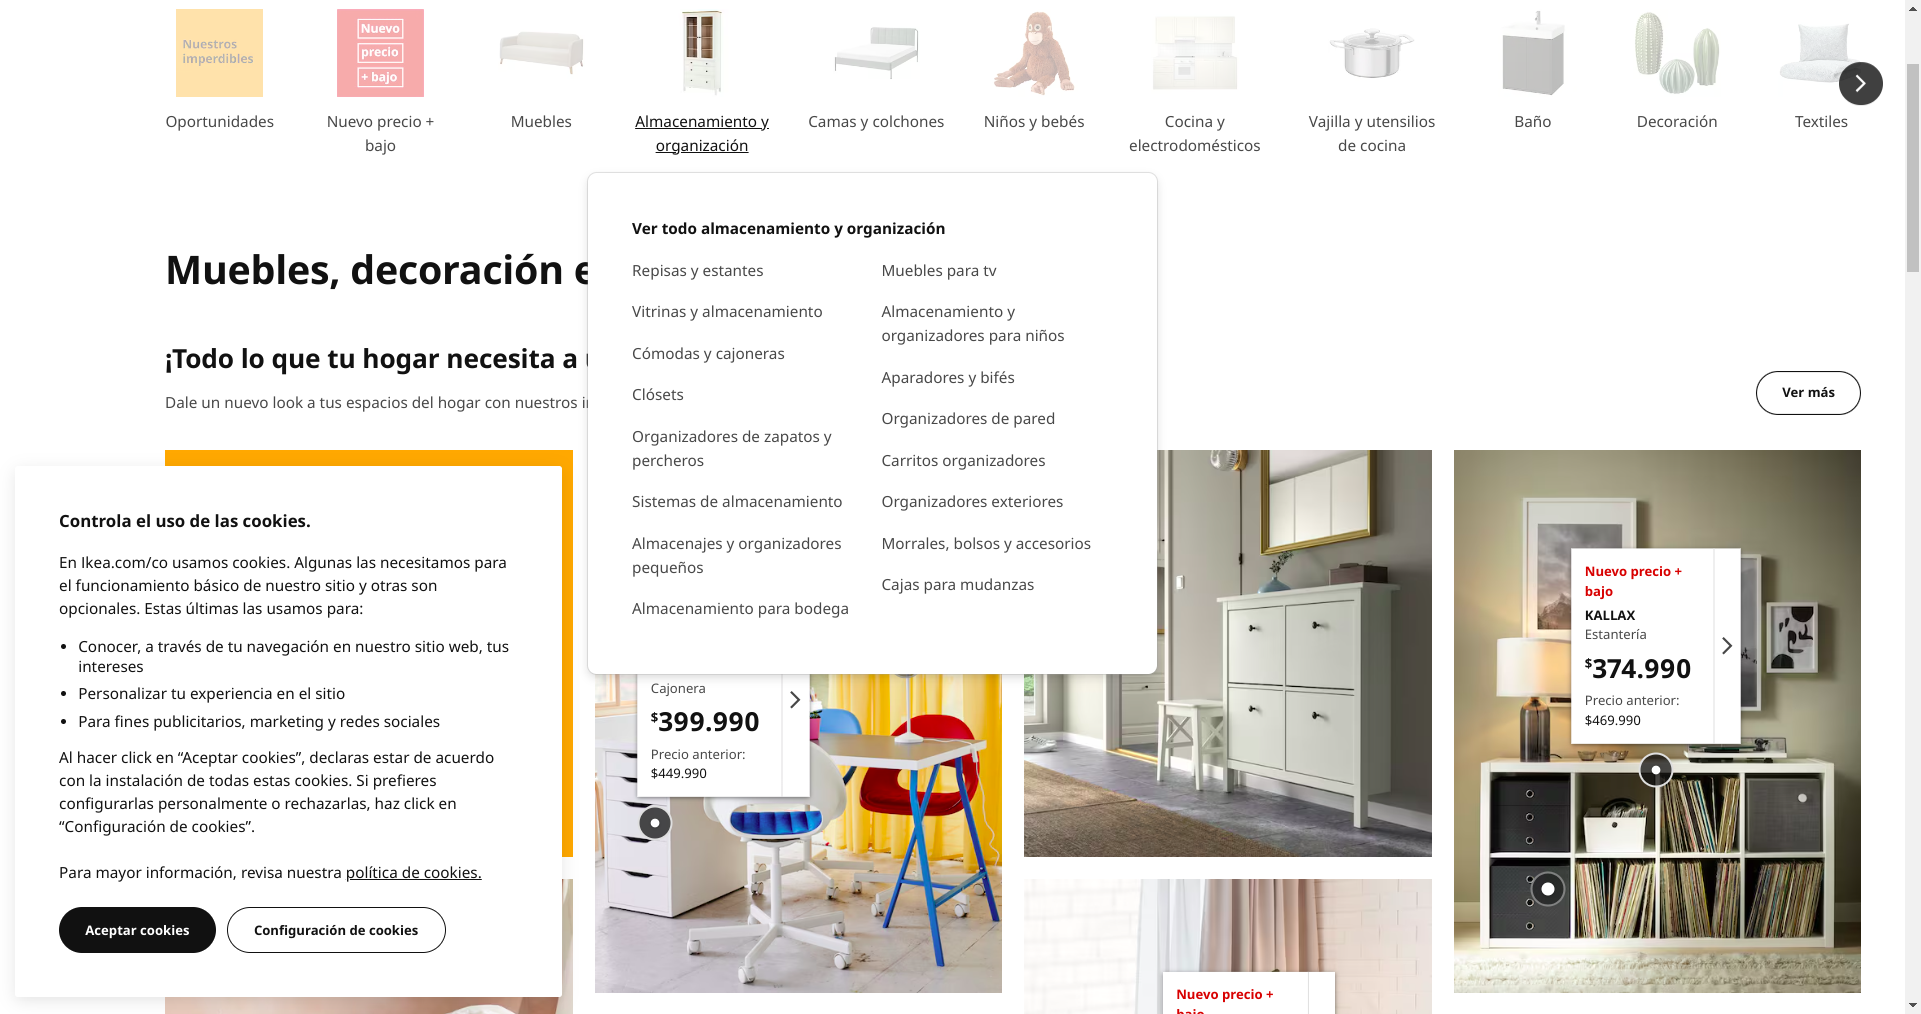 Nuestros
imperdibles
Nuevo
precio
+ bajo
Oportunidades
Nuevo precio +
bajo
Muebles
Almacenamiento y
organización
Camas y colchones
Niños y bebés
Cocina y
electrodomésticos
Vajilla y utensilios
de cocina
Baño
Decoración
Textiles
Ver todo almacenamiento y organización
Repisas y estantes
Vitrinas y almacenamiento
Cómodas y cajoneras
Clósets
Organizadores de zapatos y
percheros
Sistemas de almacenamiento
Almacenajes y organizadores
pequeños
Almacenamiento para bodega
Muebles para tv
Almacenamiento y
organizadores para niños
Aparadores y bifés
Organizadores de pared
Carritos organizadores
Organizadores exteriores
Morrales, bolsos y accesorios
Cajas para mudanzas
Muebles, decoración
¡Todo lo que tu hogar necesita a
Dale un nuevo look a tus espacios del hogar con nuestros
Ver más
Controla el uso de las cookies.
En Ikea.com/co usamos cookies. Algunas las necesitamos para
el funcionamiento básico de nuestro sitio y otras son
opcionales. Estas últimas las usamos para:
• Conocer, a través de tu navegación en nuestro sitio web, tus
intereses
• Personalizar tu experiencia en el sitio
• Para fines publicitarios, marketing y redes sociales
Al hacer click en “Aceptar cookies”, declaras estar de acuerdo
con la instalación de todas estas cookies. Si prefieres
configurarlas personalmente o rechazarlas, haz click en
“Configuración de cookies”.
Para mayor información, revisa nuestra política de cookies.
Aceptar cookies
Configuración de cookies
Cajonera
$399.990
Precio anterior:
$449.990
Nuevo precio +
bajo
KALLAX
Estantería
$374.990
Precio anterior:
$469.990
Nuevo precio +
bajo